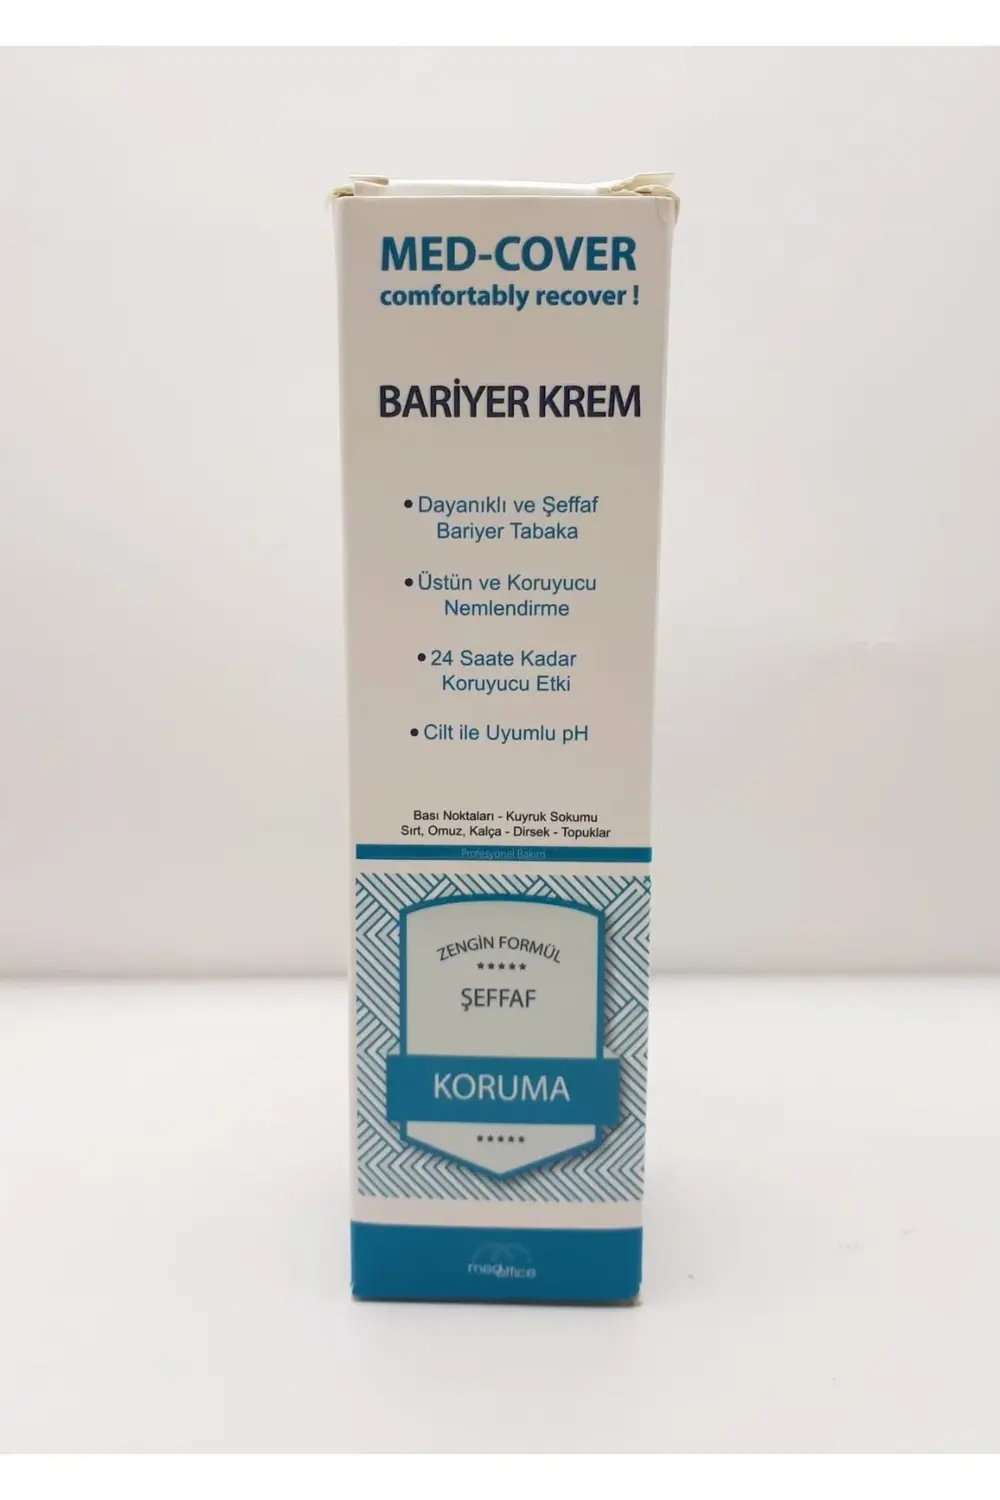 MED-COVER
comfortably recover !
BARİYER KREM
• Dayanıklı ve Şeffaf
Bariyer Tabaka
• Üstün ve Koruyucu
Nemlendirme
• 24 Saate Kadar
Koruyucu Etki
• Cilt ile Uyumlu pH
Bası Noktaları - Kuyruk Sokumu
Sırt, Omuz, Kalça - Dirsek - Topuklar
Profesyonel Bakım
ZENGİN FORMÜL
ŞEFFAF
KORUMA
medoffice